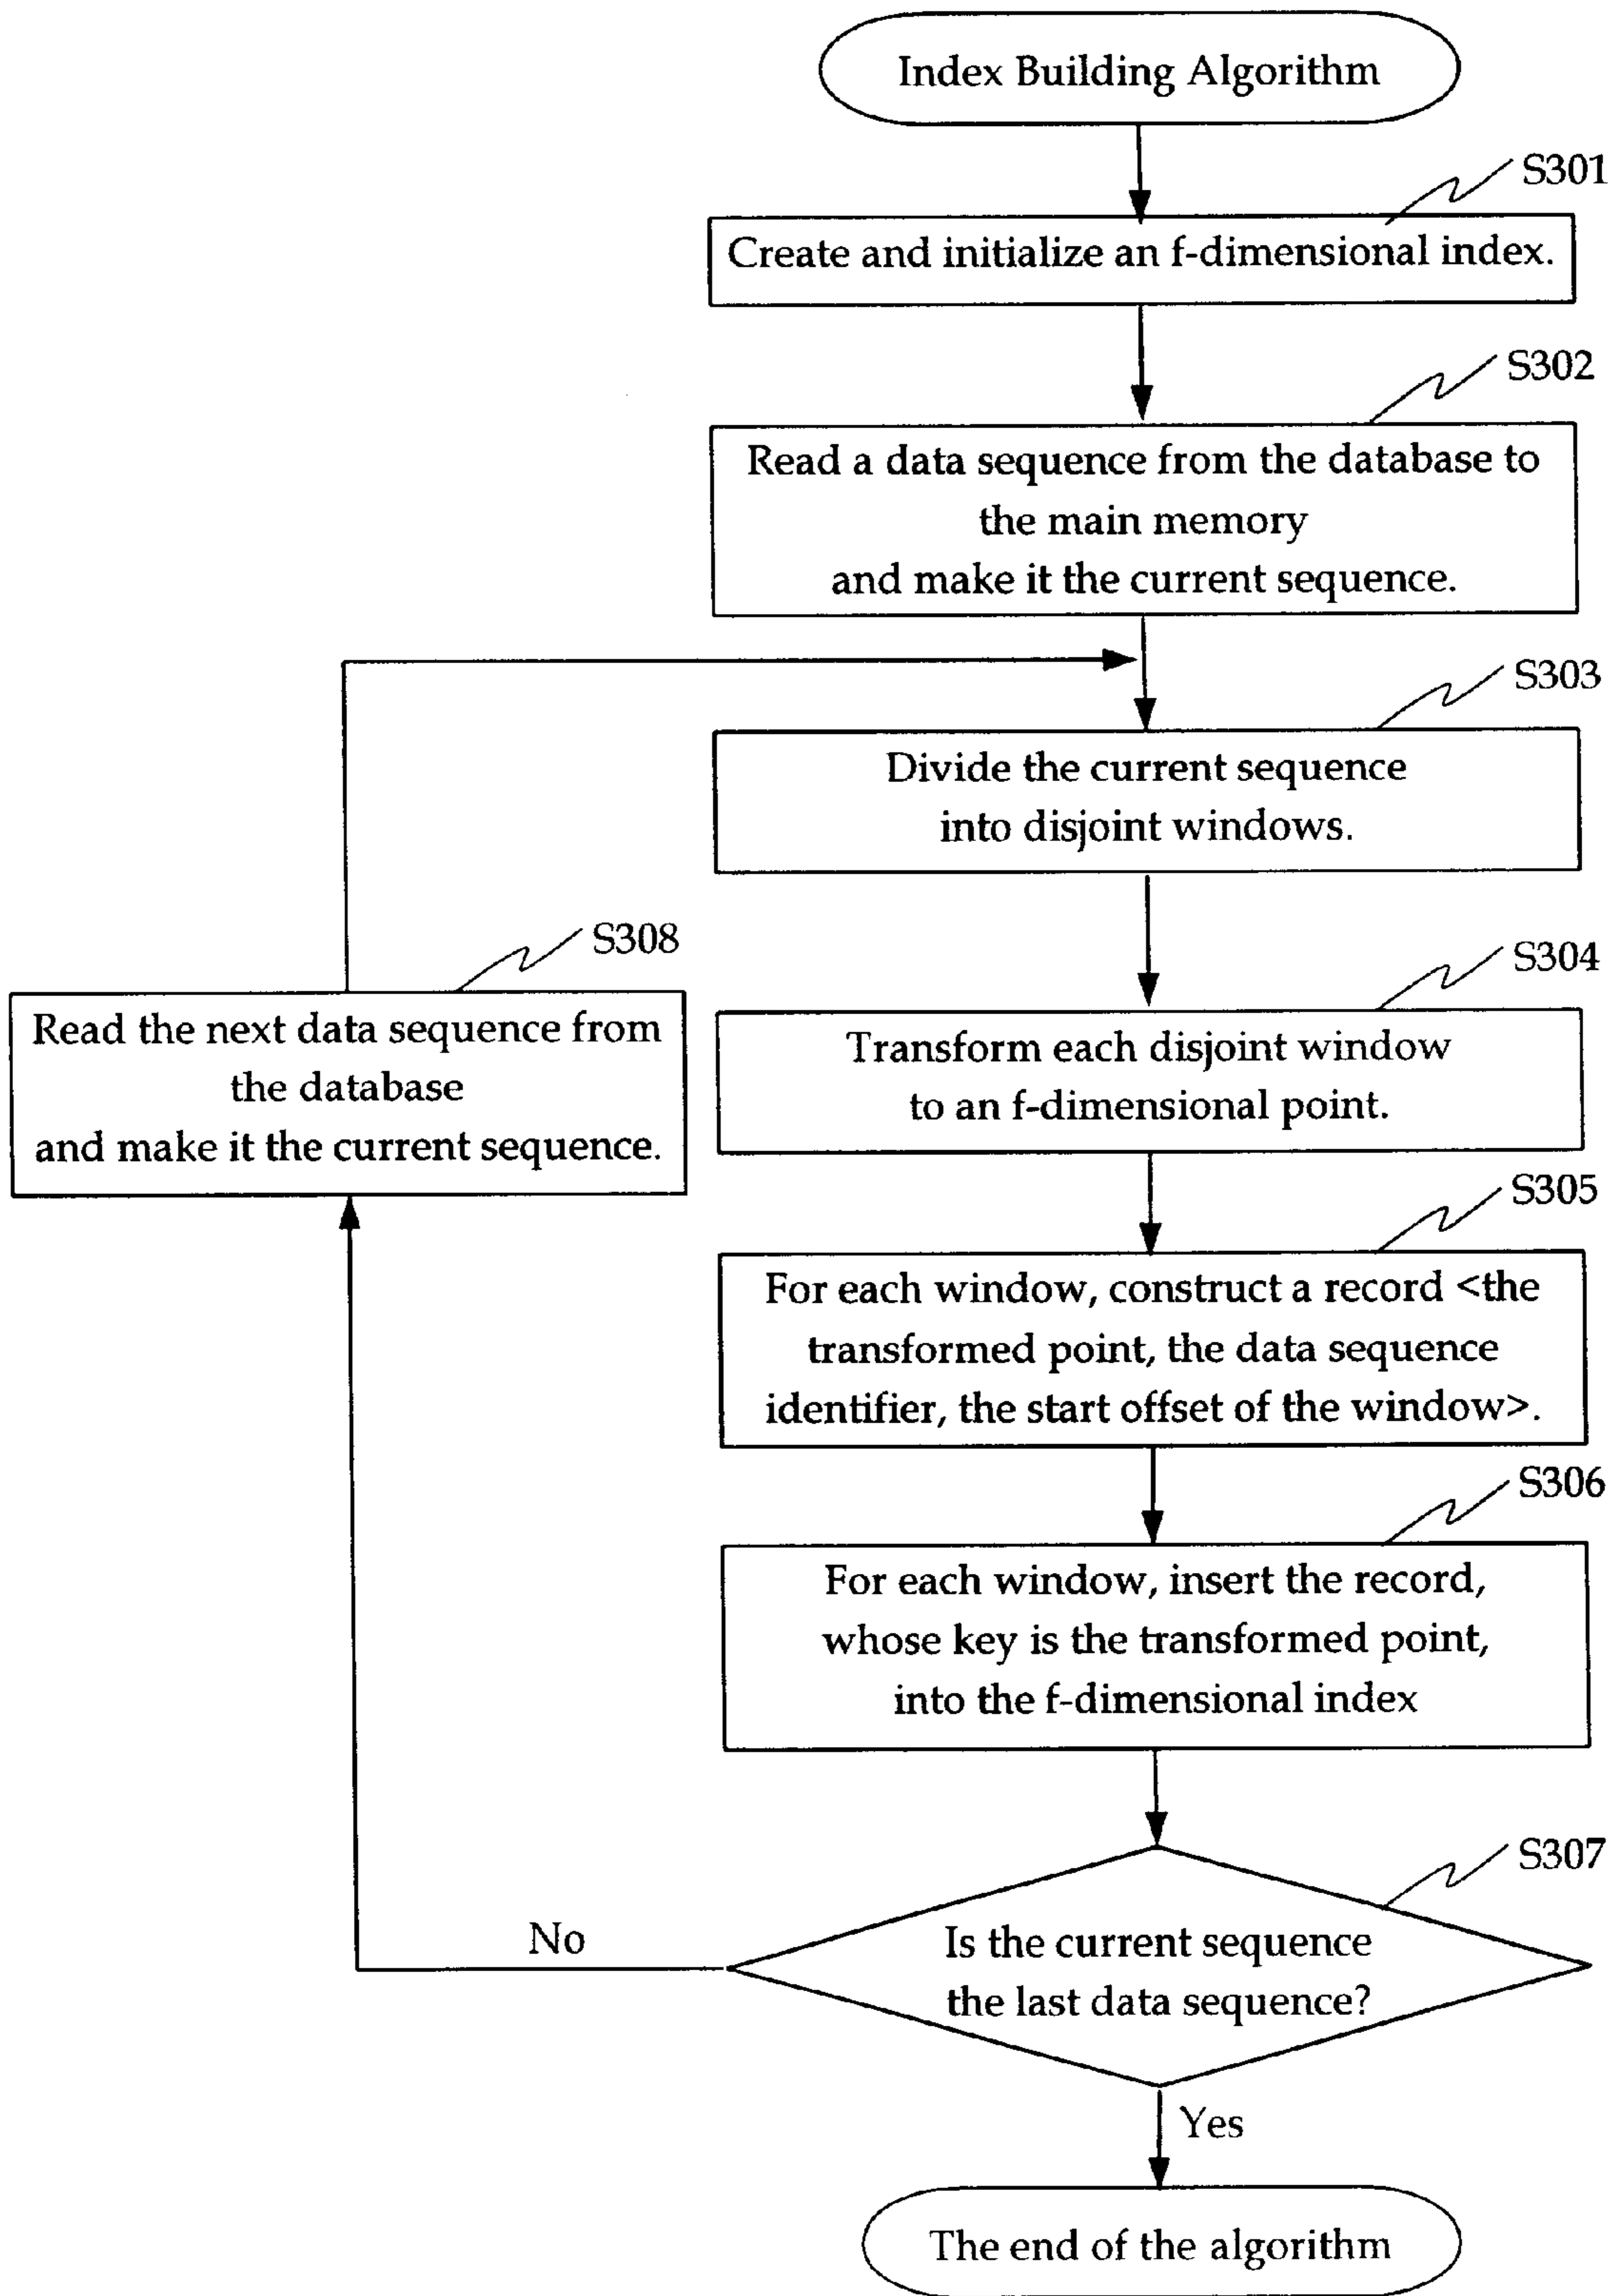 Index Building Algorithm
S301
Create and initialize an f-dimensional index.
S302
Read a data sequence from the database to
the main memory
and make it the current sequence.
S303
Divide the current sequence
into disjoint windows.
S308
Read the next data sequence from
the database
and make it the current sequence.
S304
Transform each disjoint window
to an f-dimensional point.
S305
For each window, construct a record <the
transformed point, the data sequence
identifier, the start offset of the window>.
S306
For each window, insert the record,
whose key is the transformed point,
into the f-dimensional index
S307
Is the current sequence
the last data sequence?
No
Yes
The end of the algorithm